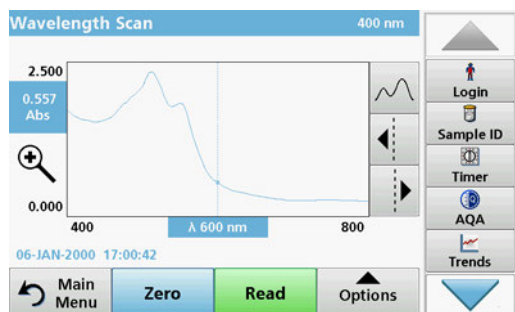 Wavelength Scan 400 nm
2.500
0.557
Abs
0.000
400 λ 600 nm 800
06-JAN-2000 17:00:42
Main
Menu
Zero
Read
Options
Login
Sample ID
Timer
AQA
Trends